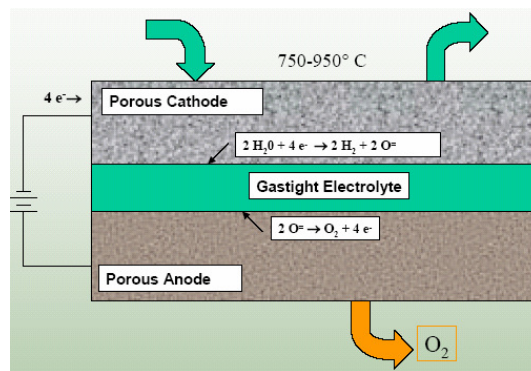 750-950° C
4 e⁻→
Porous Cathode
2 H₂0 + 4 e⁻ → 2 H₂ + 2 O⁼
Gastight Electrolyte
2 O⁼ → O₂ + 4 e⁻
Porous Anode
O₂